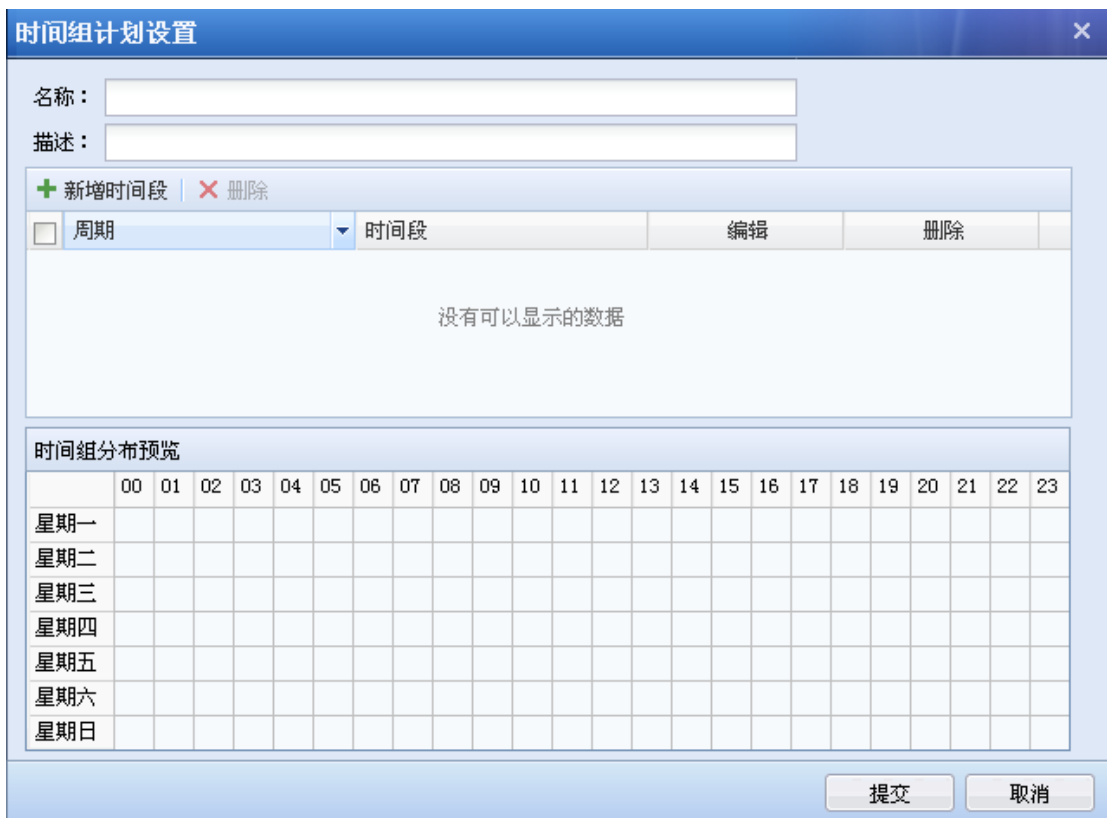 时间组计划设置
名称：
描述：
新增时间段 删除
周期 时间段 编辑 删除
没有可以显示的数据
时间组分布预览
00 01 02 03 04 05 06 07 08 09 10 11 12 13 14 15 16 17 18 19 20 21 22 23
星期一
星期二
星期三
星期四
星期五
星期六
星期日
提交 取消